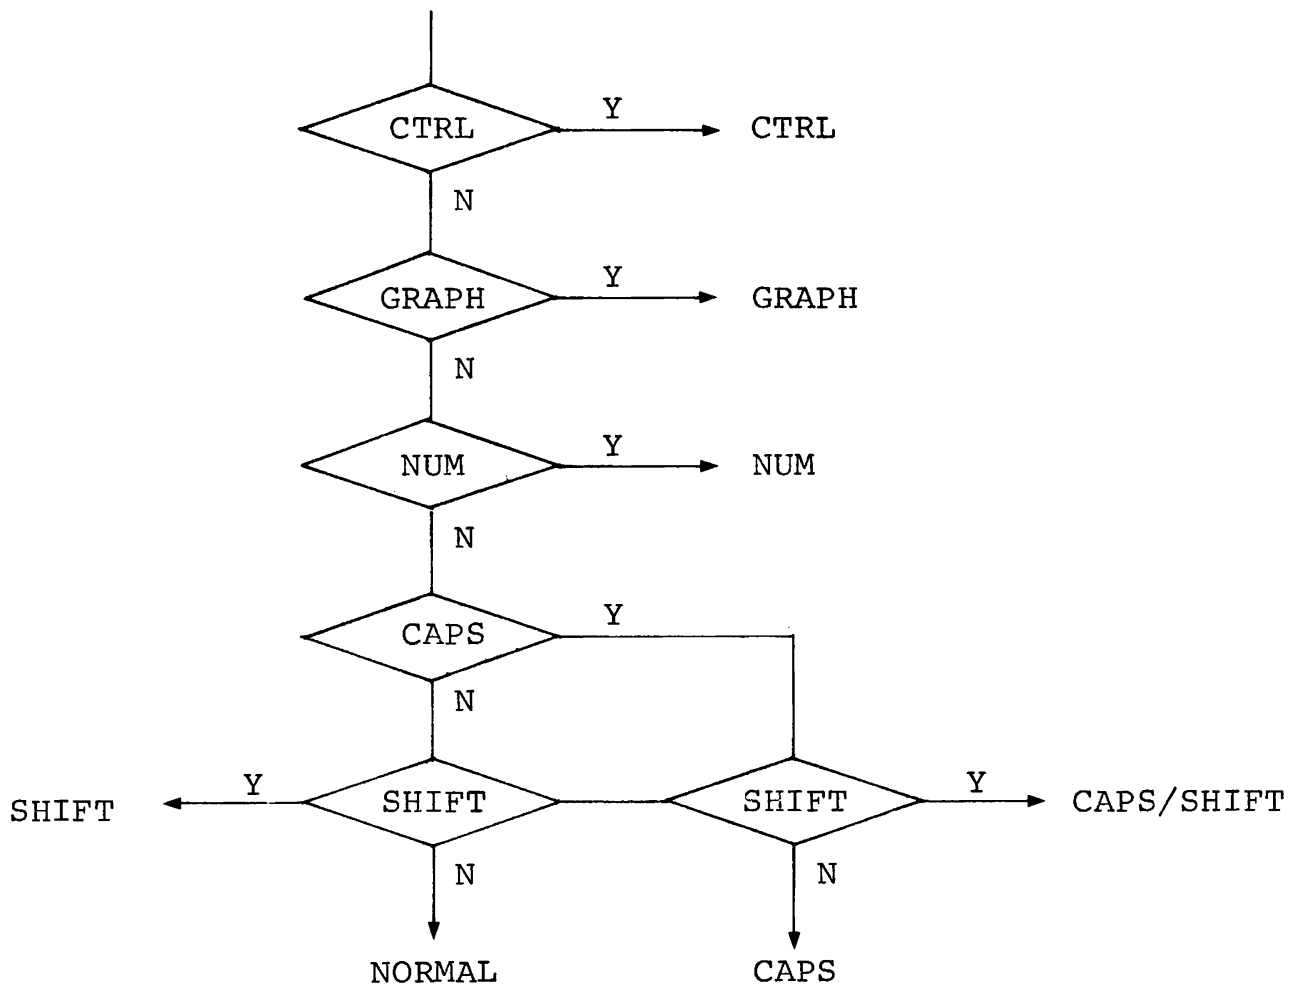 Y
CTRL CTRL
N
Y
GRAPH GRAPH
N
Y
NUM NUM
N
Y
CAPS
N
Y Y
SHIFT SHIFT SHIFT CAPS/SHIFT
N N
NORMAL CAPS